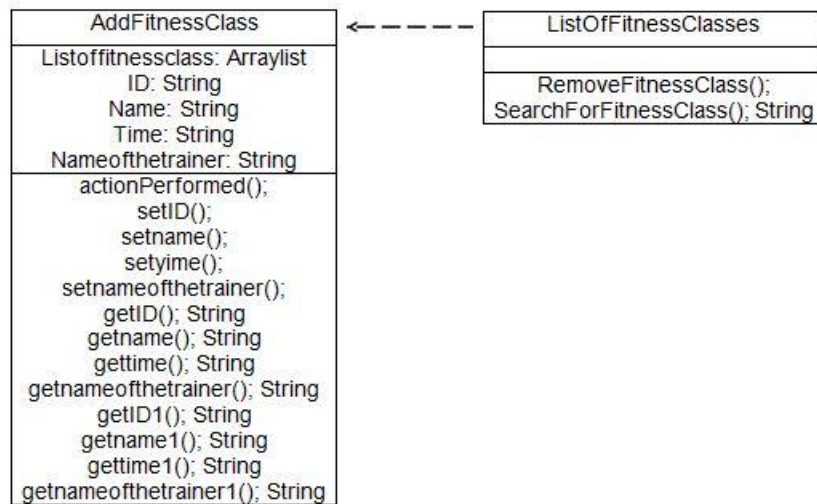 AddFitnessClass
Listoffitnessclass: Arraylist
ID: String
Name: String
Time: String
Nameofthetrainer: String
actionPerformed();
setID();
setname();
setyime();
setnameofthetrainer();
getID(); String
getname(); String
gettime(); String
getnameofthetrainer(); String
getID1(); String
getname1(); String
gettime1(); String
getnameofthetrainer1(); String
ListOfFitnessClasses
RemoveFitnessClass();
SearchForFitnessClass(); String